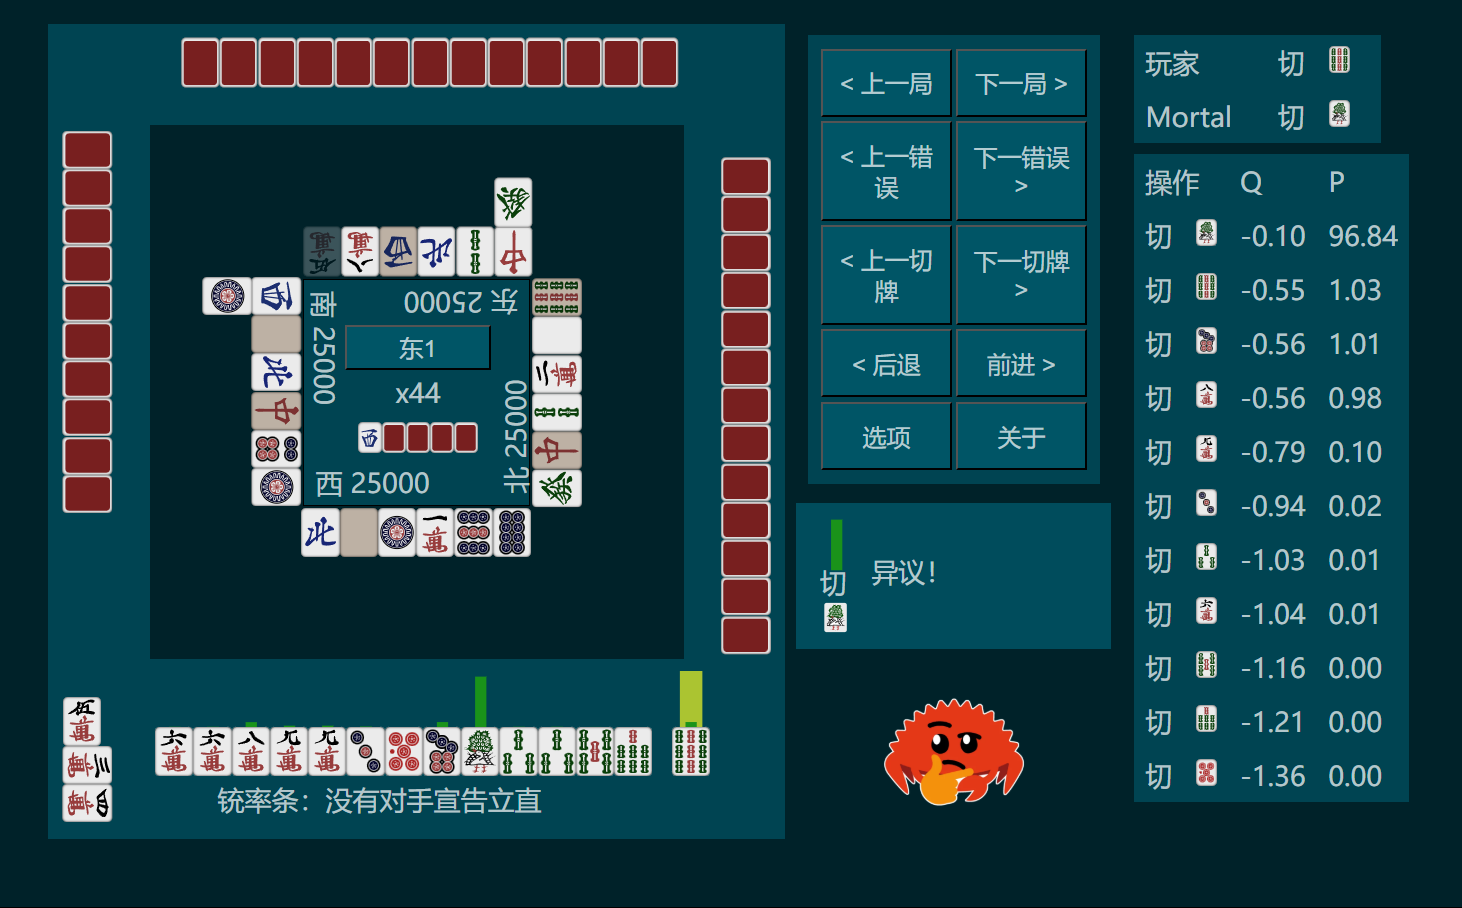 南 25000
东 25000
东1
x44
北 25000
西 25000
铳率条：没有对手宣告立直
< 上一局
下一局 >
< 上一错
误
下一错误
>
< 上一切
牌
下一切牌
>
< 后退
前进 >
选项
关于
切
异议！
玩家 切
Mortal 切
操作 Q P
切 -0.10 96.84
切 -0.55 1.03
切 -0.56 1.01
切 -0.56 0.98
切 -0.79 0.10
切 -0.94 0.02
切 -1.03 0.01
切 -1.04 0.01
切 -1.16 0.00
切 -1.21 0.00
切 -1.36 0.00